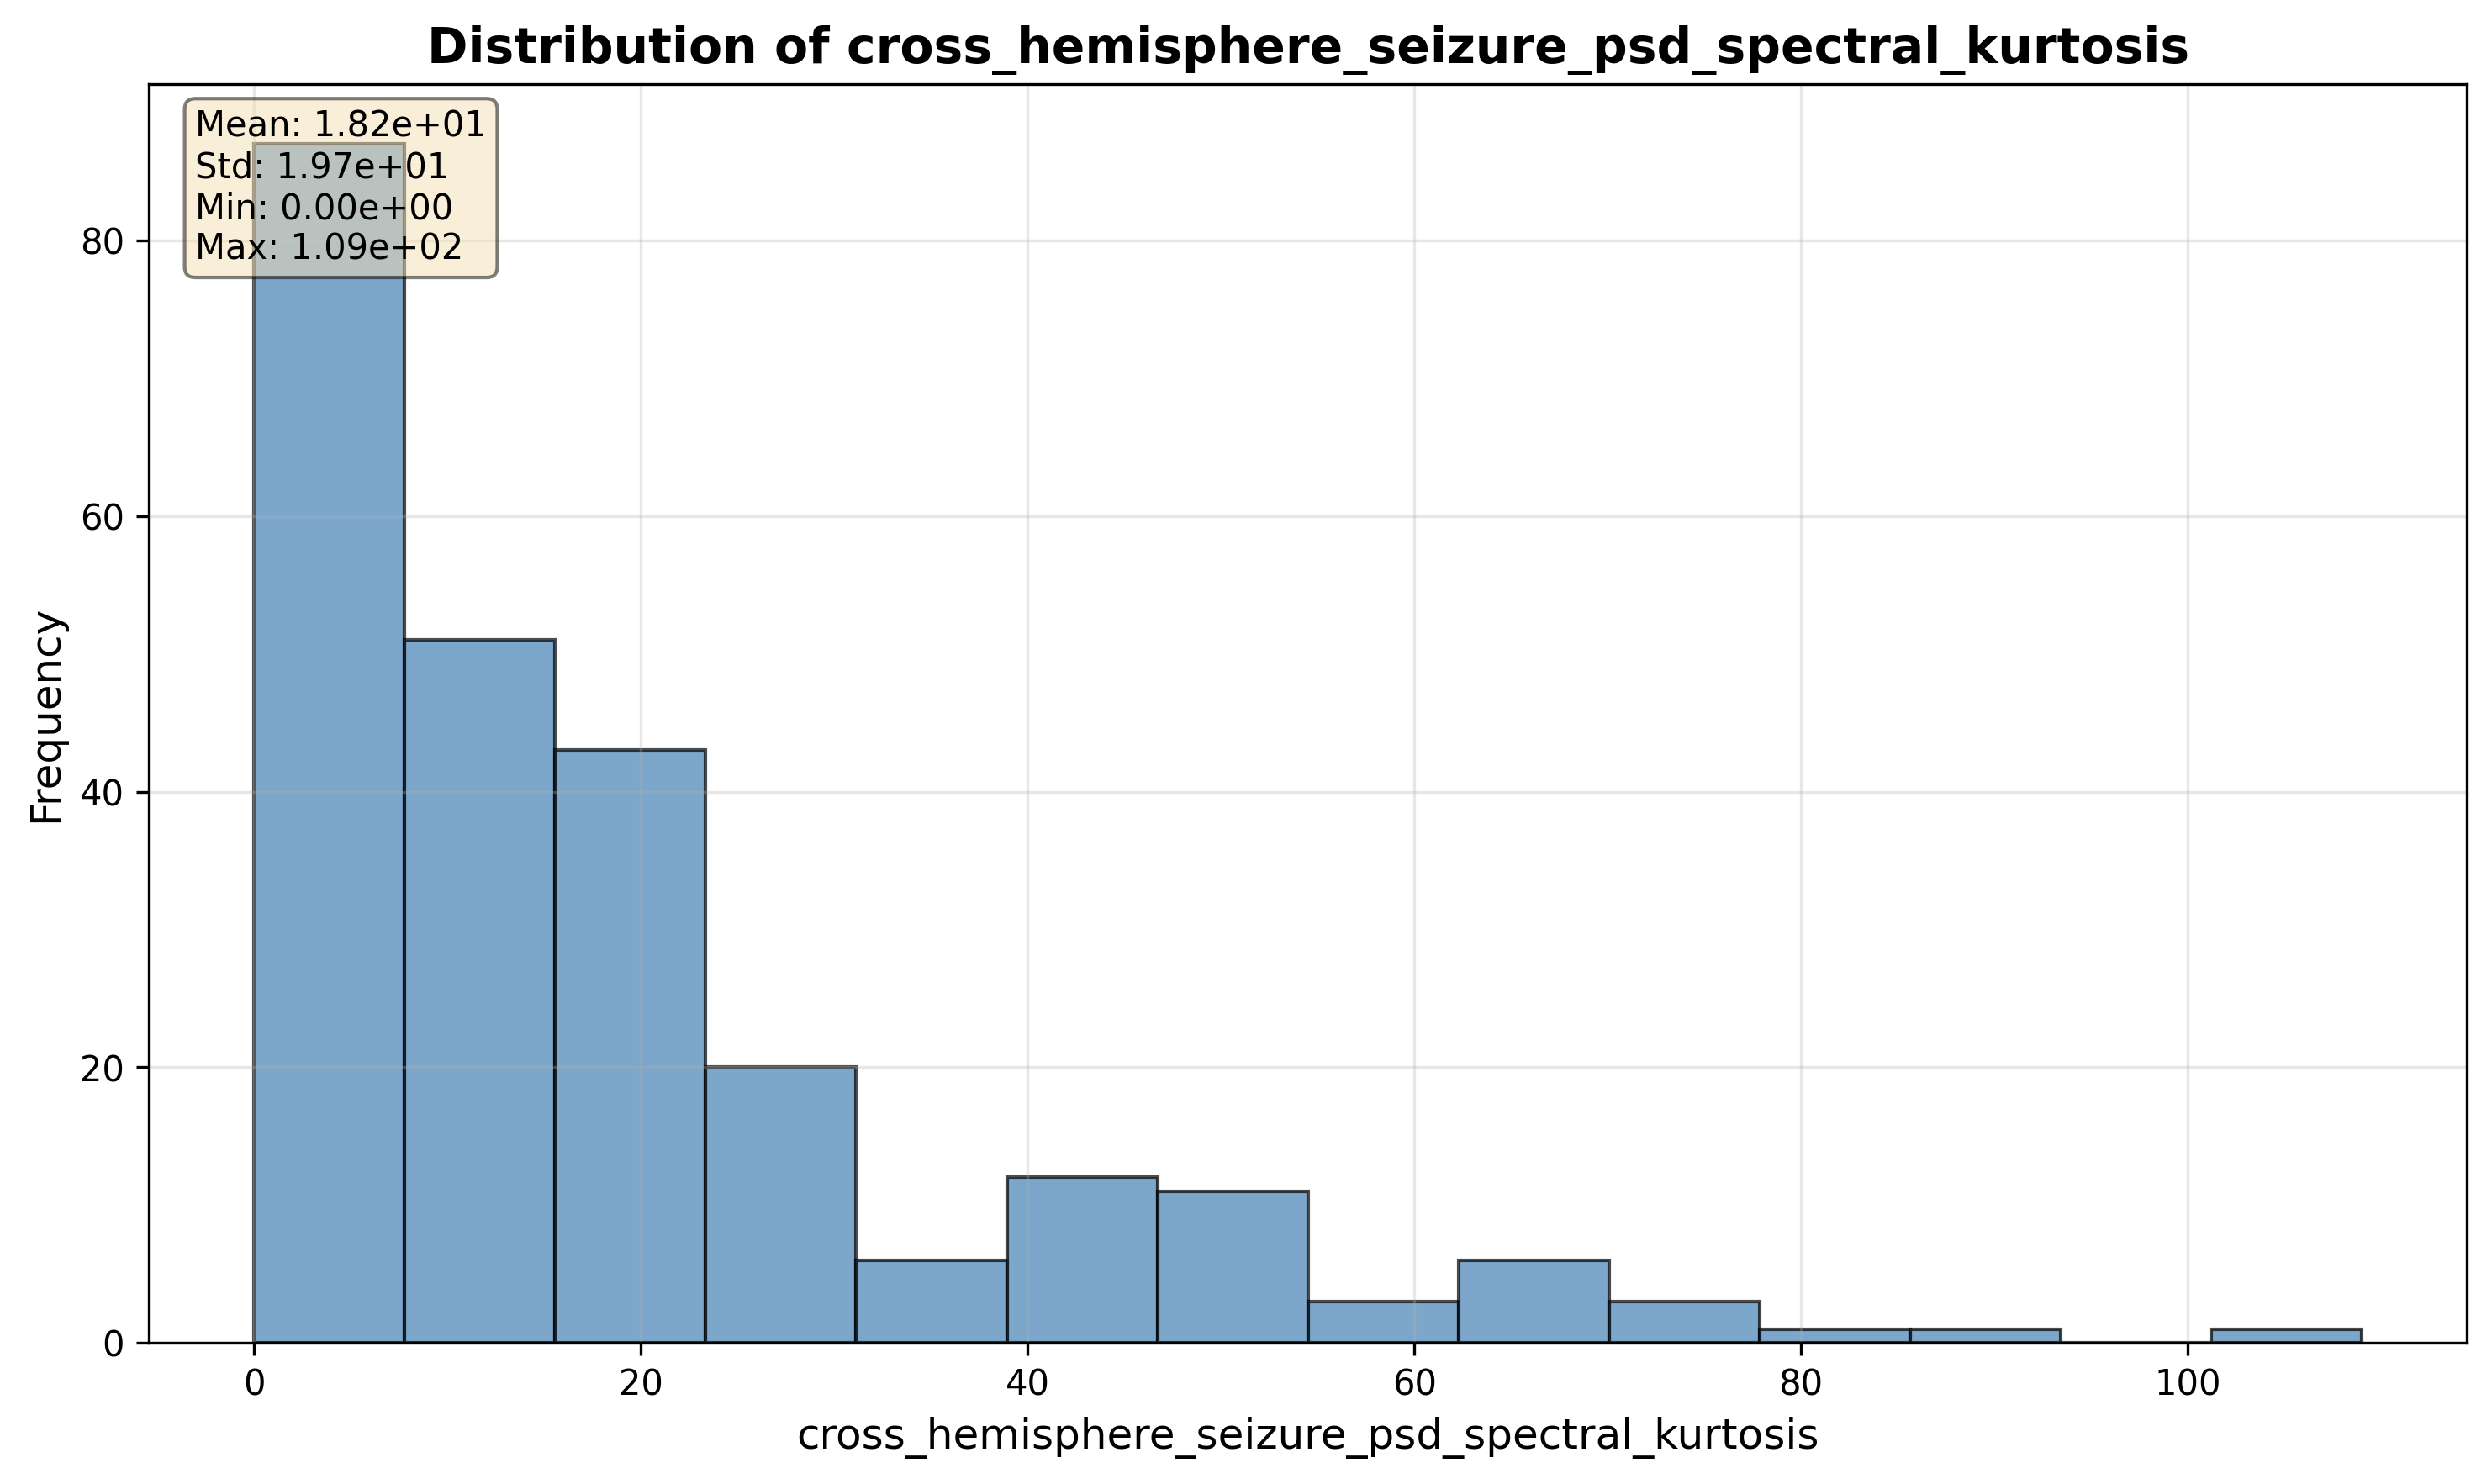 Distribution of cross_hemisphere_seizure_psd_spectral_kurtosis
Mean: 1.82e+01
Std: 1.97e+01
Min: 0.00e+00
Max: 1.09e+02
Frequency
80
60
40
20
0
0 20 40 60 80 100
cross_hemisphere_seizure_psd_spectral_kurtosis